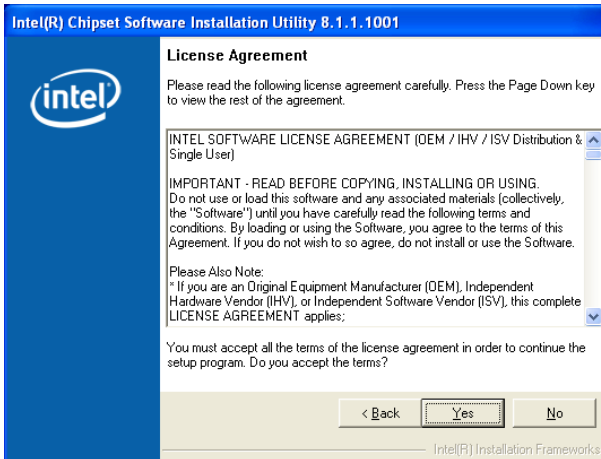 Intel(R) Chipset Software Installation Utility 8.1.1.1001
intel
License Agreement
Please read the following license agreement carefully. Press the Page Down key
to view the rest of the agreement.
INTEL SOFTWARE LICENSE AGREEMENT (OEM / IHV / ISV Distribution &
Single User)
IMPORTANT - READ BEFORE COPYING, INSTALLING OR USING.
Do not use or load this software and any associated materials (collectively,
the "Software") until you have carefully read the following terms and
conditions. By loading or using the Software, you agree to the terms of this
Agreement. If you do not wish to so agree, do not install or use the Software.
Please Also Note:
* If you are an Original Equipment Manufacturer (OEM), Independent
Hardware Vendor (IHV), or Independent Software Vendor (ISV), this complete
LICENSE AGREEMENT applies;
You must accept all the terms of the license agreement in order to continue the
setup program. Do you accept the terms?
< Back Yes No
Intel(R) Installation Frameworks